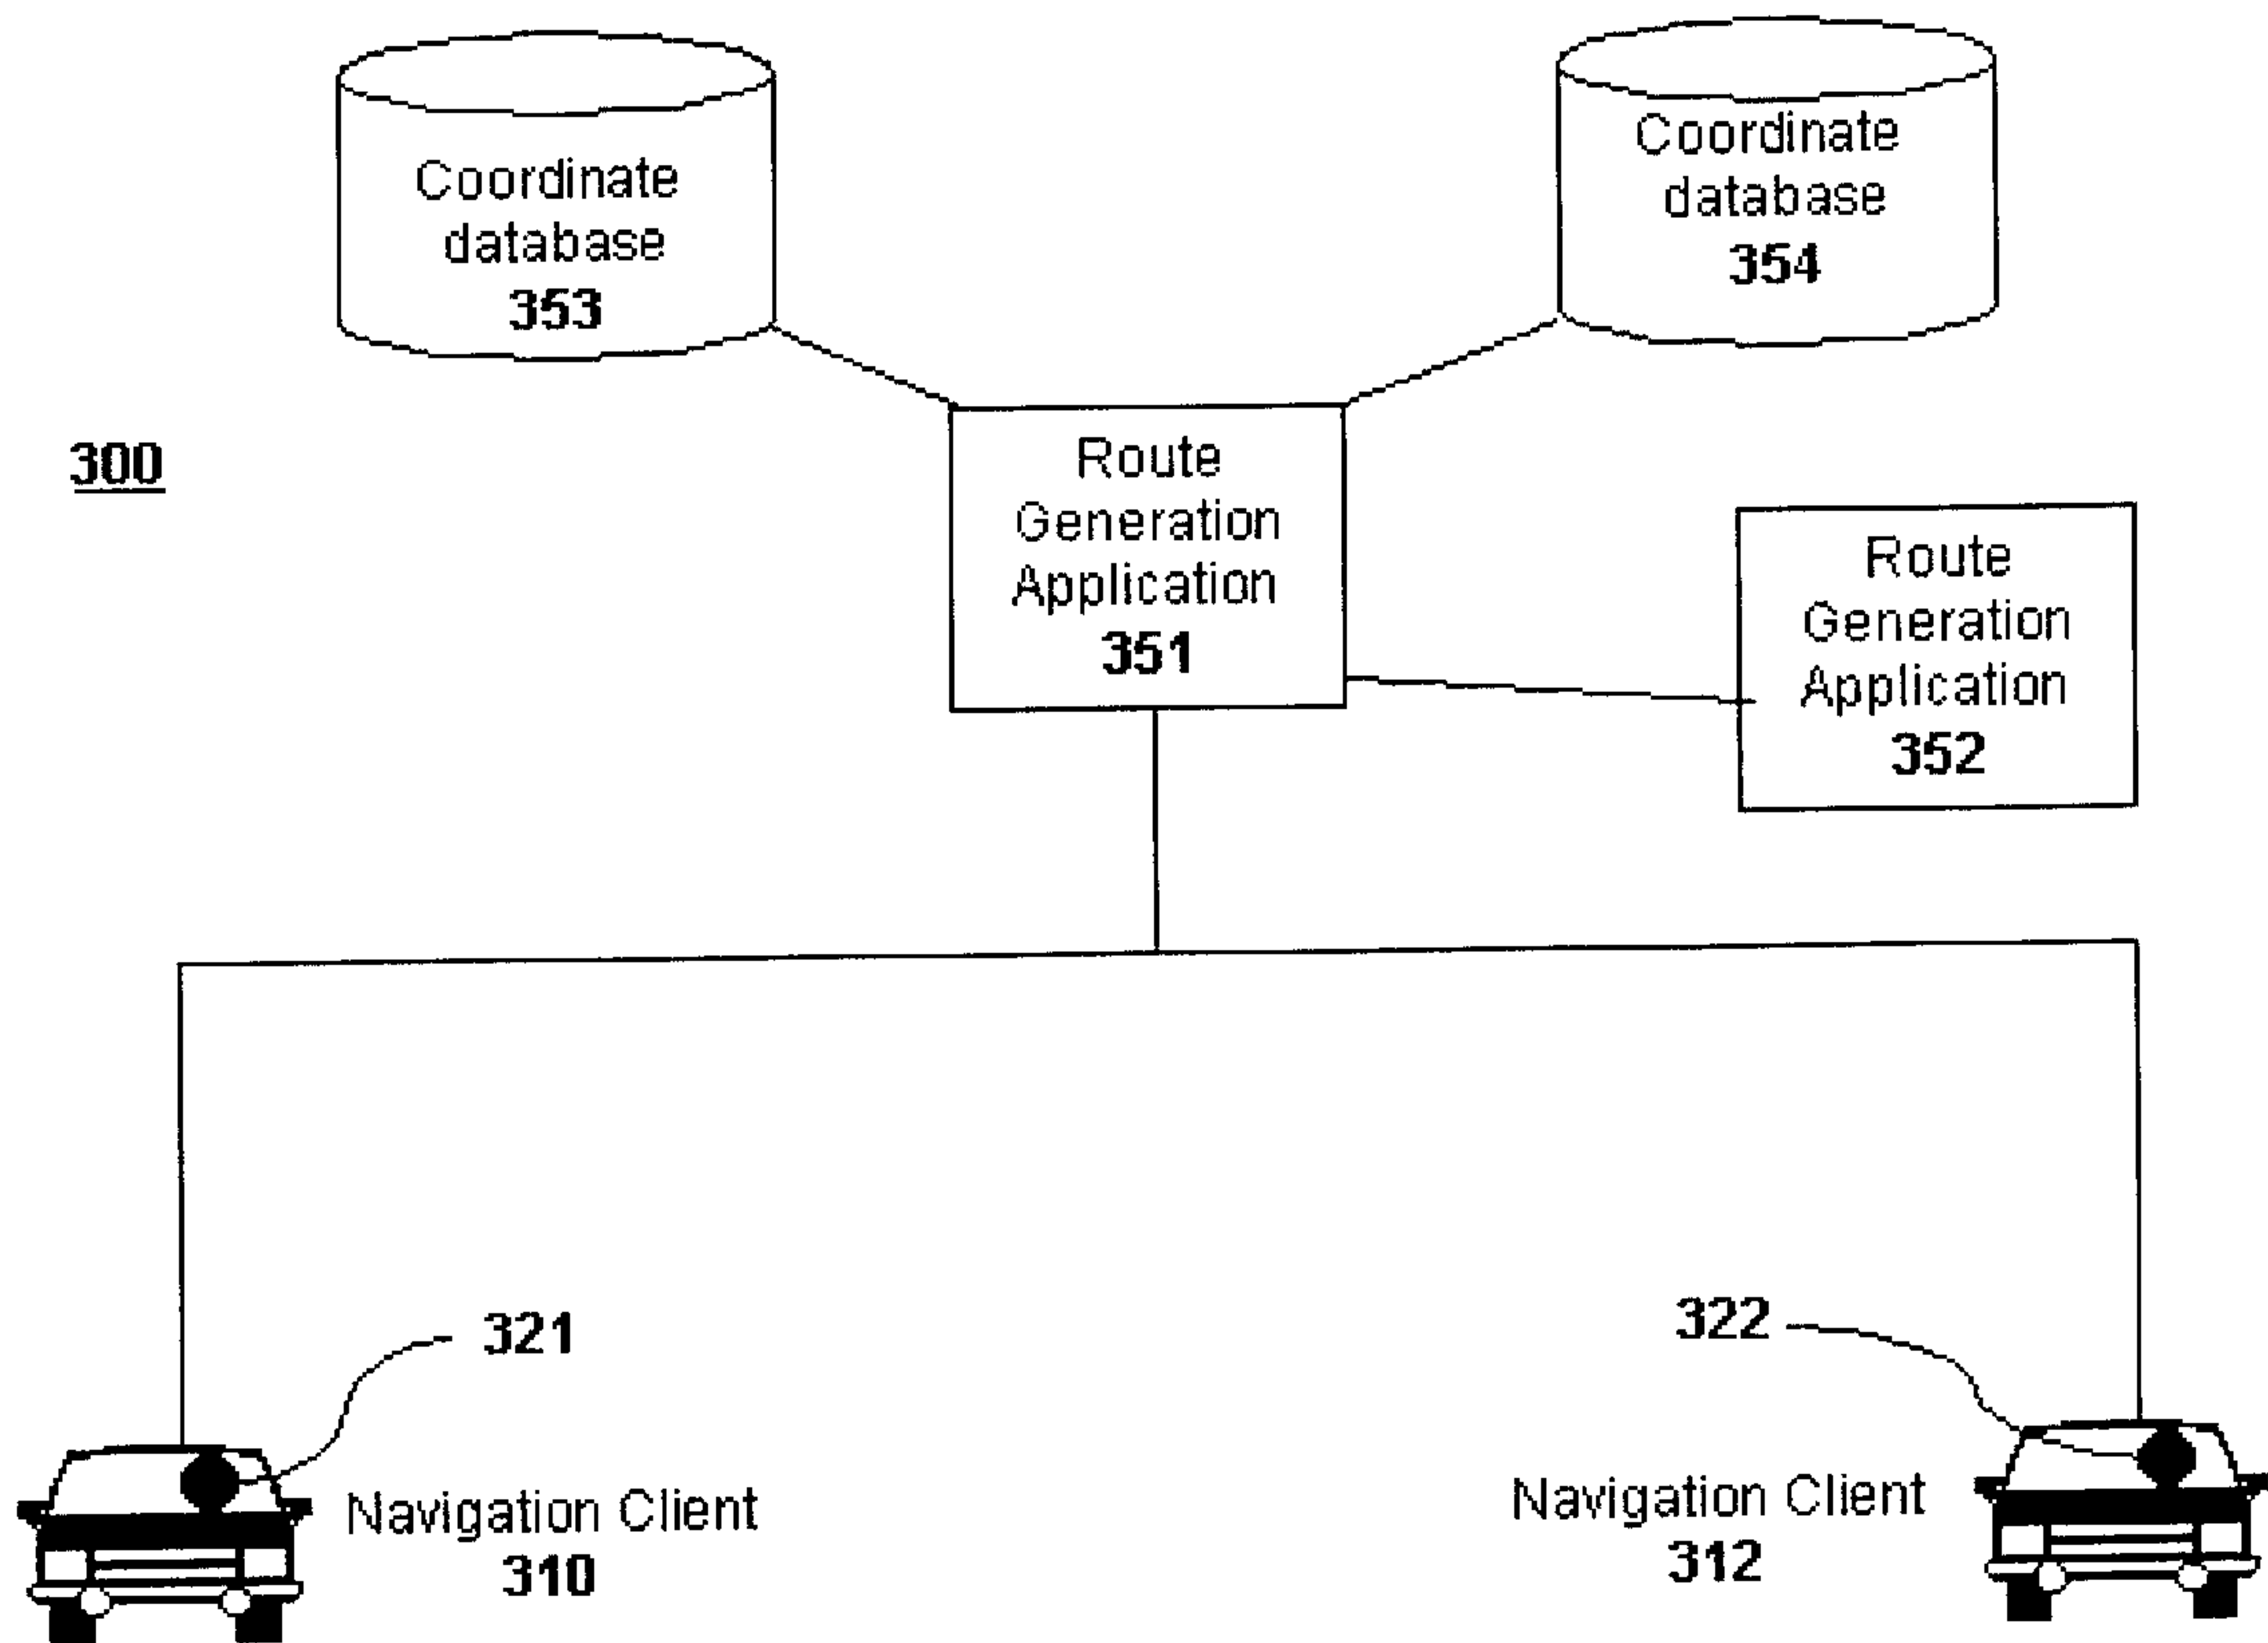 Coordinate
database
353
Coordinate
database
354
300
Route
Generation
Application
351
Route
Generation
Application
352
321
322
Navigation Client
310
Navigation Client
312